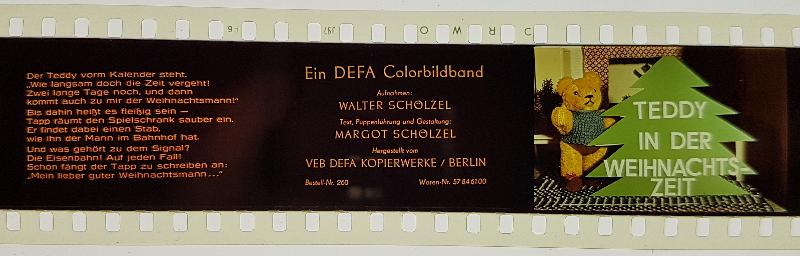 Der Teddy vorm Kalender steht.
„Wie langsam doch die Zeit vergeht!
Zwei lange Tage noch, und dann
kommt auch zu mir der Weihnachtsmann!"
Bis dahin heißt es fleißig sein —
Tapp räumt den Spielschrank sauber ein.
Er findet dabei einen Stab,
wie ihn der Mann im Bahnhof hat.
Und was gehört zu dem Signal?
Die Eisenbahn! Auf jeden Fall!
Schon fängt der Tapp zu schreiben an:
„Mein lieber guter Weihnachtsmann ..."
Ein DEFA Colorbildband
Aufnahmen:
WALTER SCHÖLZEL
Text, Puppenführung und Gestaltung:
MARGOT SCHÖLZEL
Hergestellt vom
VEB DEFA KOPIERWERKE / BERLIN
Bestell-Nr. 260
Waren-Nr. 57 84 61 00
TEDDY
IN DER
WEIHNACHTS-
ZEIT